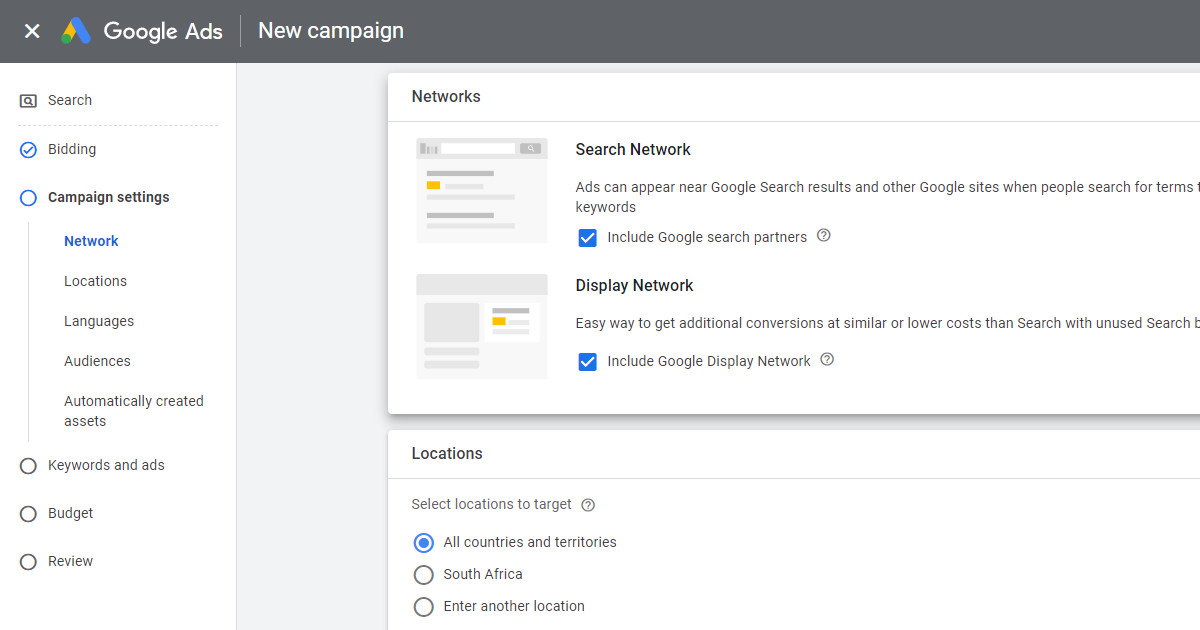 Google Ads
New campaign
Search
Bidding
Campaign settings
Network
Locations
Languages
Audiences
Automatically created
assets
Keywords and ads
Budget
Review
Networks
Search Network
Ads can appear near Google Search results and other Google sites when people search for terms
keywords
Include Google search partners
Display Network
Easy way to get additional conversions at similar or lower costs than Search with unused Search
Include Google Display Network
Locations
Select locations to target
All countries and territories
South Africa
Enter another location